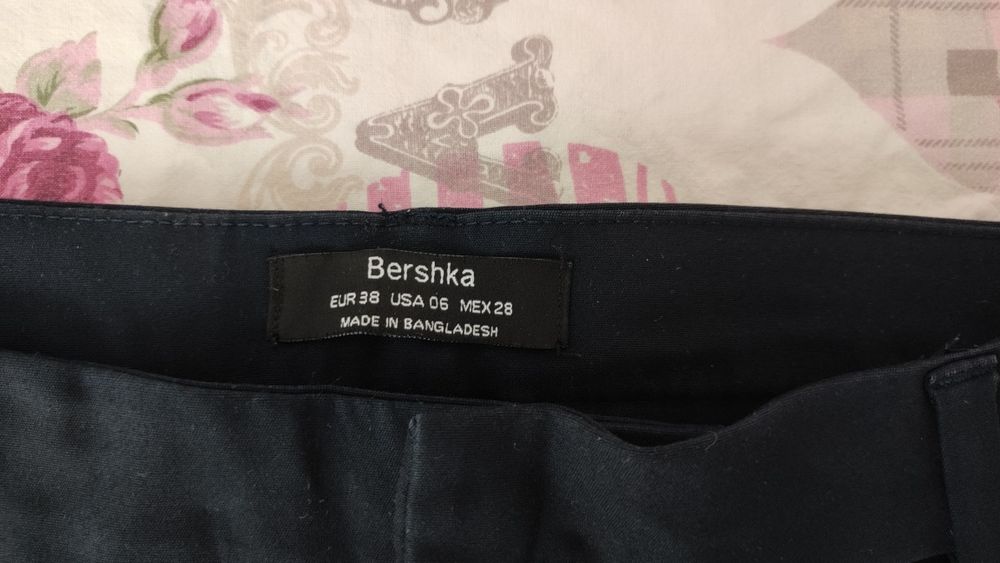 Bershka
EUR 38 USA 06 MEX 28
MADE IN BANGLADESH